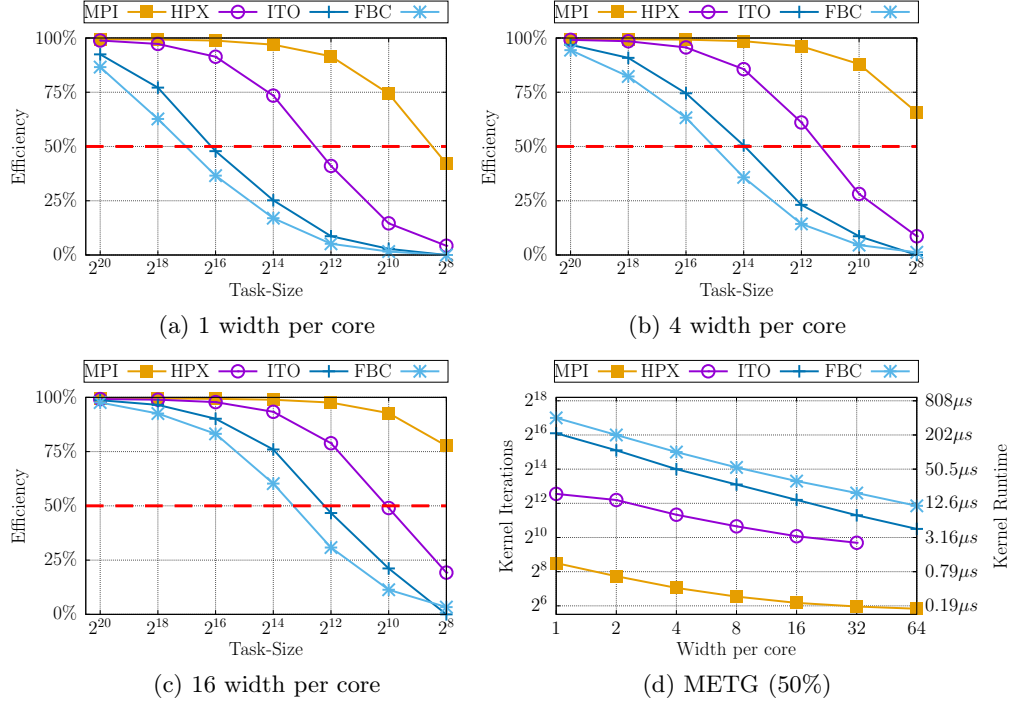 MPI HPX ITO FBC
100%
75%
50%
25%
0%
Efficiency
2^20 2^18 2^16 2^14 2^12 2^10 2^8
Task-Size
(a) 1 width per core
MPI HPX ITO FBC
100%
75%
50%
25%
0%
Efficiency
2^20 2^18 2^16 2^14 2^12 2^10 2^8
Task-Size
(b) 4 width per core
MPI HPX ITO FBC
100%
75%
50%
25%
0%
Efficiency
2^20 2^18 2^16 2^14 2^12 2^10 2^8
Task-Size
(c) 16 width per core
MPI HPX ITO FBC
2^18 808μs
2^16 202μs
2^14 50.5μs
2^12 12.6μs
2^10 3.16μs
2^8 0.79μs
2^6 0.19μs
Kernel Iterations
Kernel Runtime
1 2 4 8 16 32 64
Width per core
(d) METG (50%)